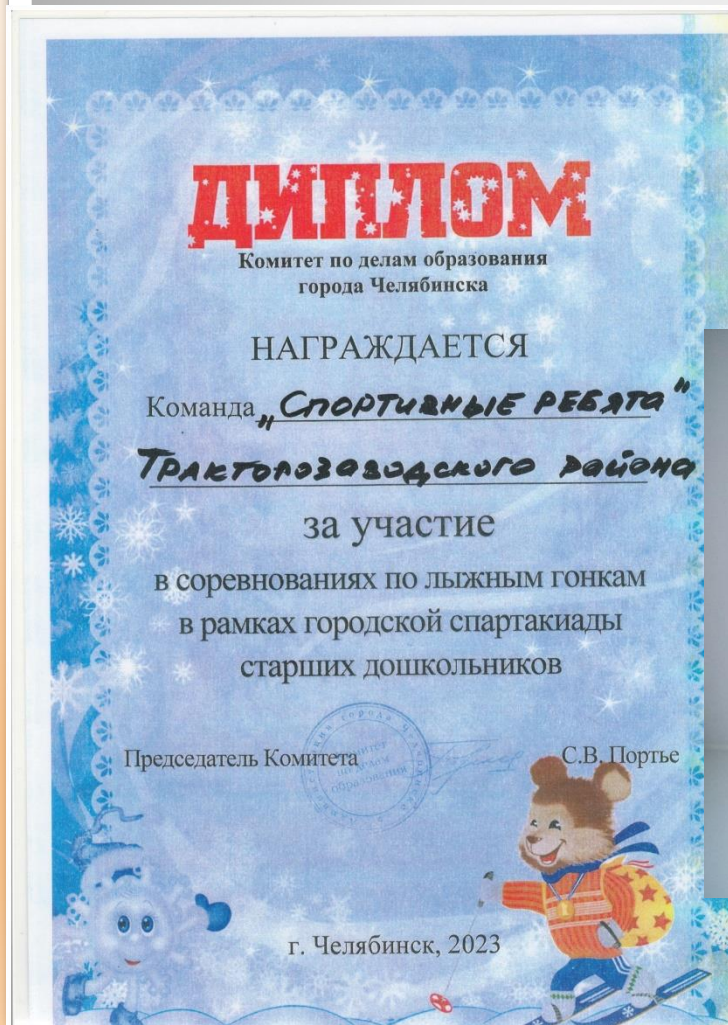 ДИПЛОМ
Комитет по делам образования
города Челябинска
НАГРАЖДАЕТСЯ
Команда „Спортивные ребята"
Тракторозаводского района
за участие
в соревнованиях по лыжным гонкам
в рамках городской спартакиады
старших дошкольников
Председатель Комитета С.В. Портье
г. Челябинск, 2023